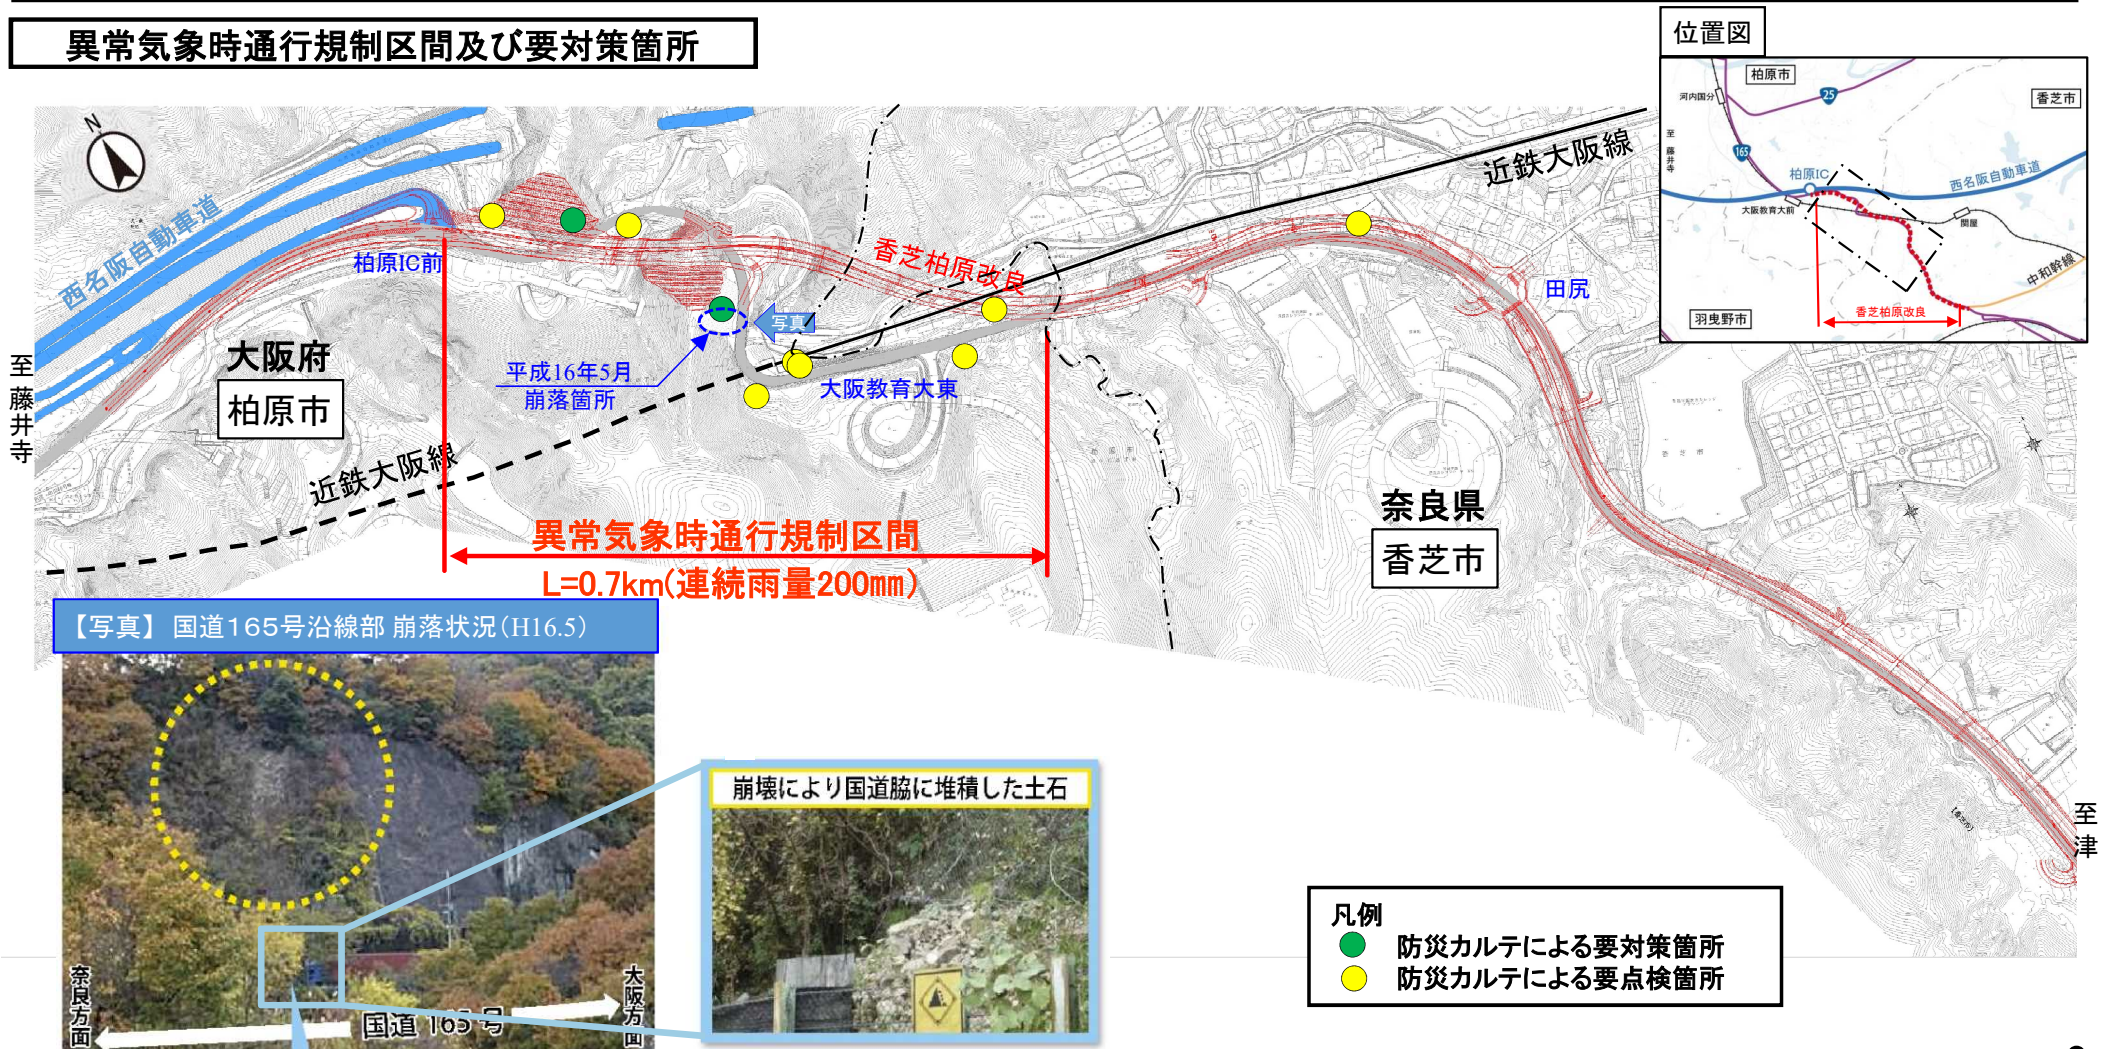 異常気象時通行規制区間及び要対策箇所
位置図
柏原市
河内国分
25
香芝市
至 藤井寺
165
柏原IC
西名阪自動車道
大阪教育大前
関屋
中和幹線
香芝柏原改良
羽曳野市
N
西名阪自動車道
近鉄大阪線
柏原IC前
香芝柏原改良
田尻
写真
至 藤井寺
大阪府
柏原市
平成16年5月
崩落箇所
大阪教育大東
近鉄大阪線
奈良県
香芝市
異常気象時通行規制区間
L=0.7km(連続雨量200㎜)
【写真】 国道165号沿線部 崩落状況(H16.5)
崩壊により国道脇に堆積した土石
奈良方面
国道 165 号
大阪方面
至 津
凡例
防災カルテによる要対策箇所
防災カルテによる要点検箇所